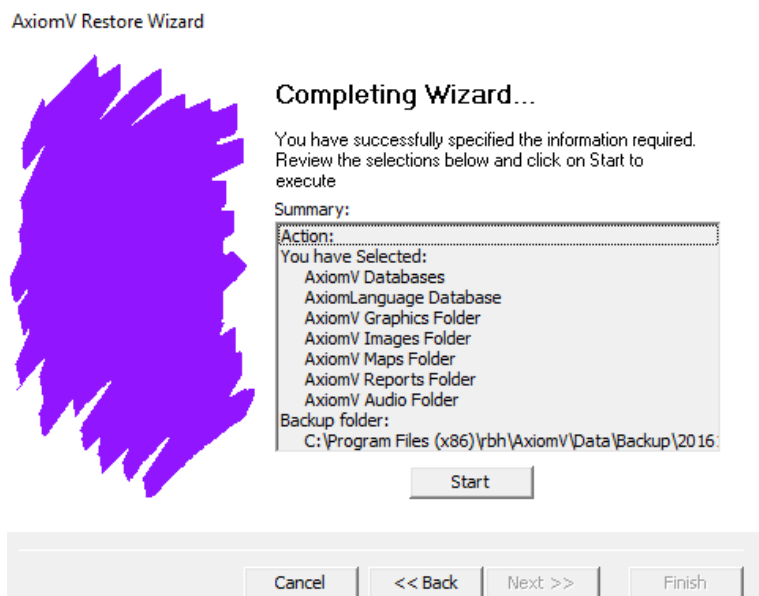 AxiomV Restore Wizard
Completing Wizard...
You have successfully specified the information required.
Review the selections below and click on Start to
execute
Summary:
Action:
You have Selected:
AxiomV Databases
AxiomLanguage Database
AxiomV Graphics Folder
AxiomV Images Folder
AxiomV Maps Folder
AxiomV Reports Folder
AxiomV Audio Folder
Backup folder:
C:\Program Files (x86)\rbh\AxiomV\Data\Backup\2016
Start
Cancel
<< Back
Next >>
Finish